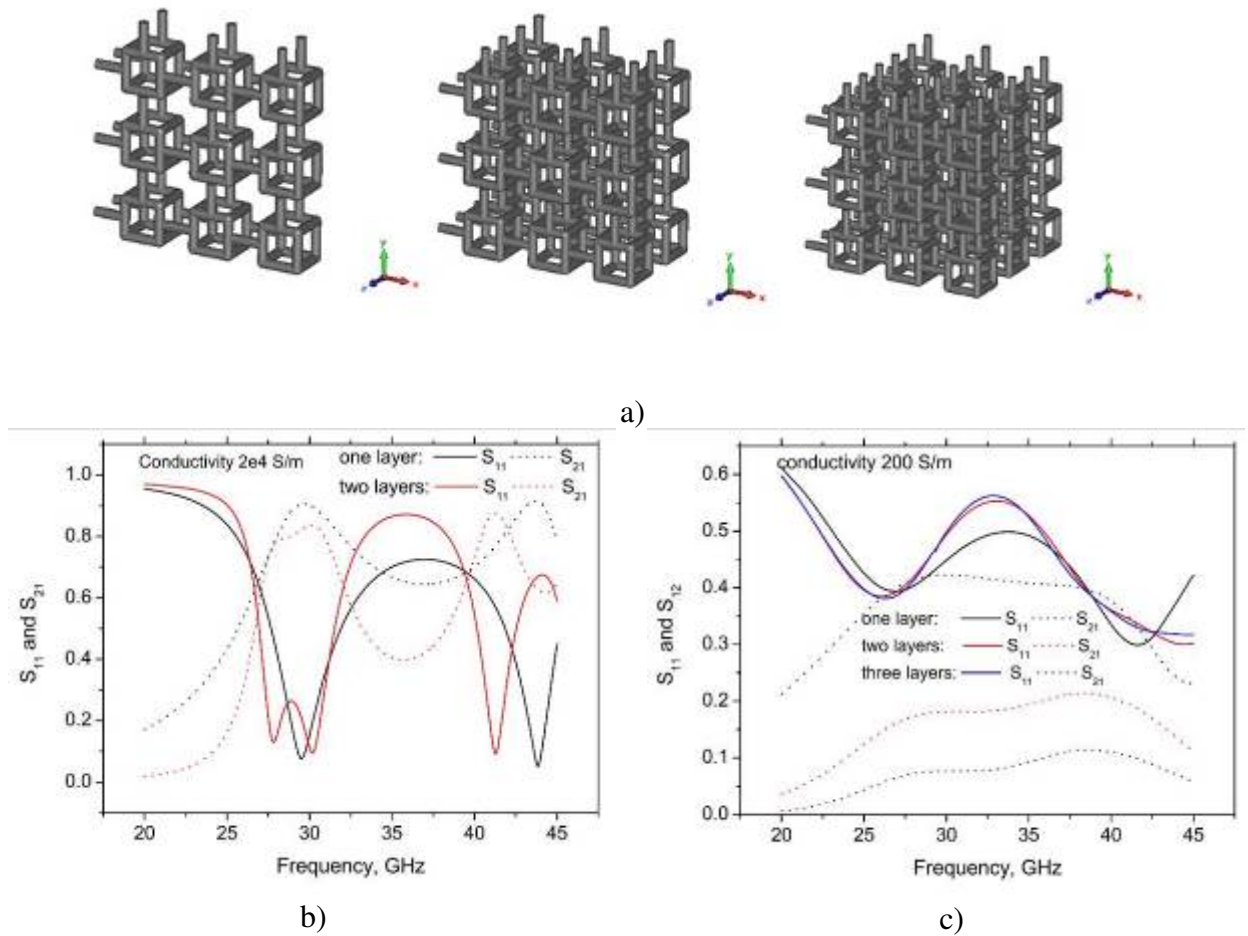 y
x
z
y
x
z
y
x
z
a)
Conductivity 2e4 S/m
one layer: S11 S21
two layers: S11 S21
1.0
0.8
0.6
0.4
0.2
0.0
S11 and S21
20 25 30 35 40 45
Frequency, GHz
b)
conductivity 200 S/m
0.6
0.5
0.4
0.3
0.2
0.1
0.0
S11 and S12
one layer: S11 S21
two layers: S11 S21
three layers: S11 S21
20 25 30 35 40 45
Frequency, GHz
c)